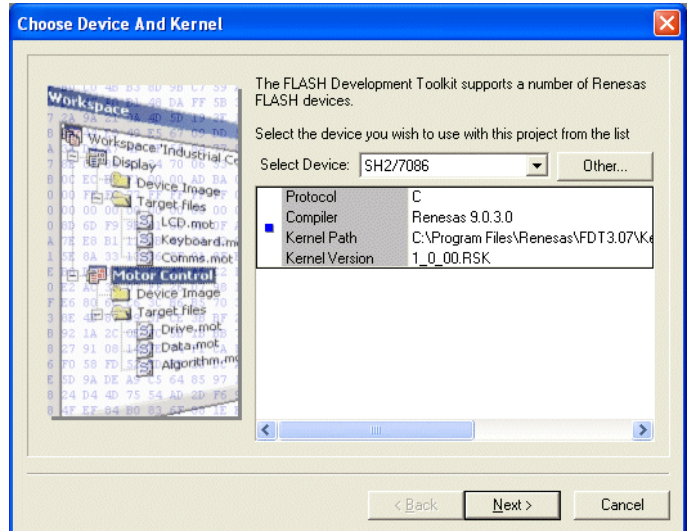 Choose Device And Kernel
The FLASH Development Toolkit supports a number of Renesas
FLASH devices.
Select the device you wish to use with this project from the list
Select Device: SH2/7086 Other...
Protocol C
Compiler Renesas 9.0.3.0
Kernel Path C:\Program Files\Renesas\FDT3.07\Ke
Kernel Version 1_0_00.RSK
Workspace
Workspace 'Industrial Co
Display
Device Image
Target files
LCD.mot
Keyboard.m
Comms.mot
Motor Control
Device Image
Target files
Drive.mot
Data.mot
Algorithm.mo
< Back Next > Cancel